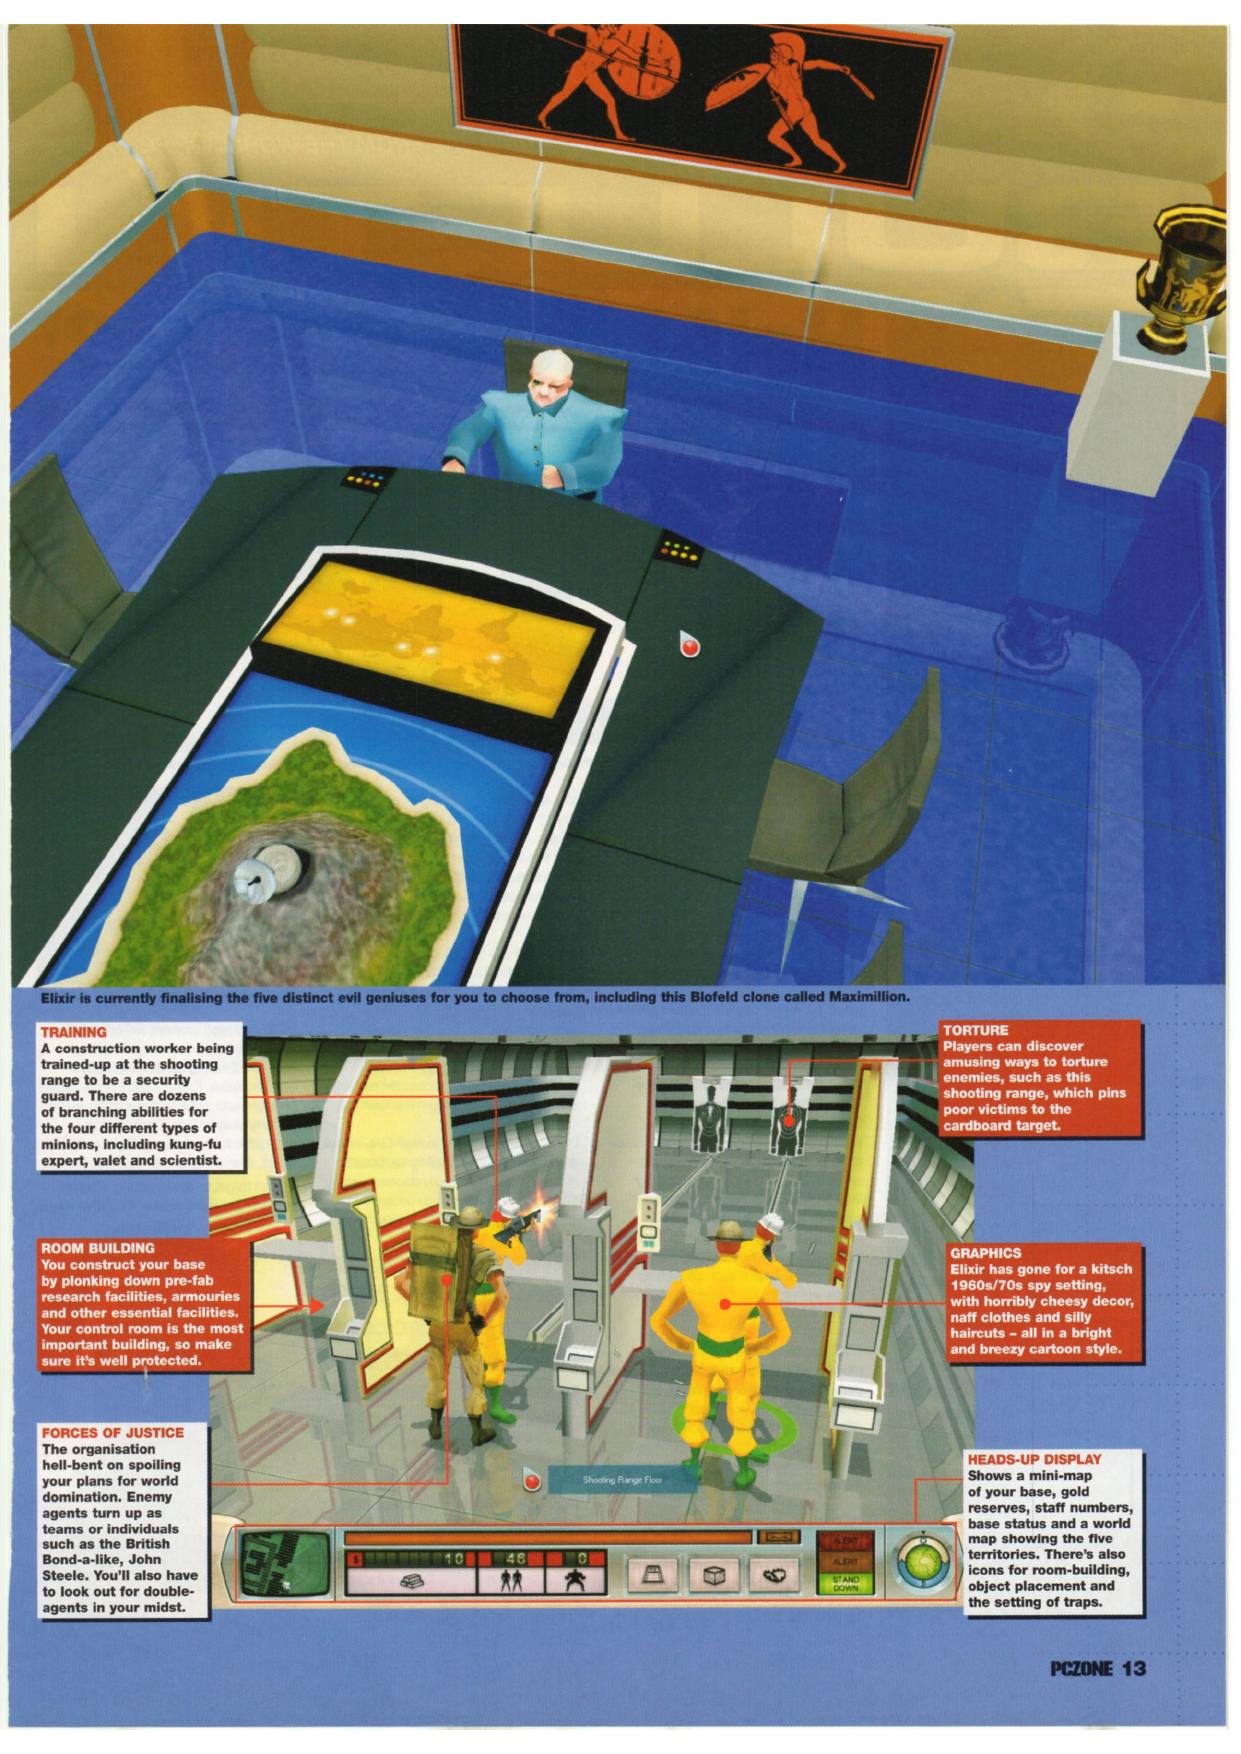 Elixir is currently finalising the five distinct evil geniuses for you to choose from, including this Blofeld clone called Maximillion.
TRAINING
A construction worker being
trained-up at the shooting
range to be a security
guard. There are dozens
of branching abilities for
the four different types of
minions, including kung-fu
expert, valet and scientist.
TORTURE
Players can discover
amusing ways to torture
enemies, such as this
shooting range, which pins
poor victims to the
cardboard target.
ROOM BUILDING
You construct your base
by plonking down pre-fab
research facilities, armouries
and other essential facilities.
Your control room is the most
important building, so make
sure it's well protected.
GRAPHICS
Elixir has gone for a kitsch
1960s/70s spy setting,
with horribly cheesy decor,
naff clothes and silly
haircuts – all in a bright
and breezy cartoon style.
FORCES OF JUSTICE
The organisation
hell-bent on spoiling
your plans for world
domination. Enemy
agents turn up as
teams or individuals
such as the British
Bond-a-like, John
Steele. You'll also have
to look out for double-
agents in your midst.
HEADS-UP DISPLAY
Shows a mini-map
of your base, gold
reserves, staff numbers,
base status and a world
map showing the five
territories. There's also
icons for room-building,
object placement and
the setting of traps.
Shooting Range Floor
$ 10 46 0
ALERT
ALERT
STAND
DOWN
PCZONE 13